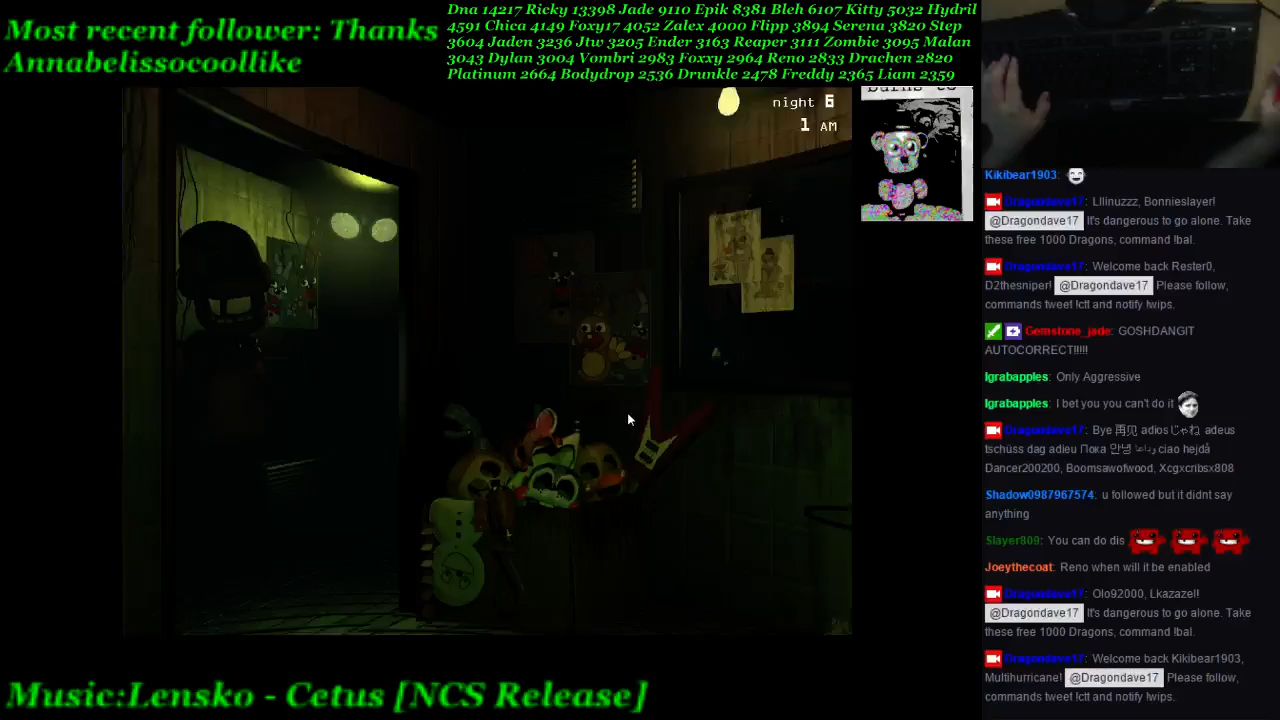 Most recent follower: Thanks
Annabelissocoollike
Dna 14217 Ricky 13398 Jade 9110 Epik 8381 Bleh 6107 Kitty 5032 Hydril
4591 Chica 4149 Foxy17 4052 Zalex 4000 Flipp 3894 Serena 3820 Step
3604 Jaden 3236 Jtw 3205 Ender 3163 Reaper 3111 Zombie 3095 Malan
3043 Dylan 3004 Vombri 2983 Foxxy 2964 Reno 2833 Drachen 2820
Platinum 2664 Bodydrop 2536 Drunkle 2478 Freddy 2365 Liam 2359
night 6
1 AM
Kikibear1903:
Dragondave17: Lllinuzzz, Bonnieslayer!
@Dragondave17 It's dangerous to go alone. Take
these free 1000 Dragons, command !bal.
Dragondave17: Welcome back Rester0,
D2thesniper! @Dragondave17 Please follow,
commands tweet !ctt and notify !wips.
Gemstone_jade: GOSHDANGIT
AUTOCORRECT!!!!!
Igrabapples: Only Aggressive
Igrabapples: I bet you you can't do it
Dragondave17: Bye 再见 adios じゃね adeus
tschüss dag adieu Пока 안녕 وداعا ciao hejdå
Dancer200200, Boomsawofwood, Xcgxcribsx808
Shadow0987967574: u followed but it didnt say
anything
Slayer809: You can do dis
Joeythecoat: Reno when will it be enabled
Dragondave17: Olo92000, Lkazazel!
@Dragondave17 It's dangerous to go alone. Take
these free 1000 Dragons, command !bal.
Dragondave17: Welcome back Kikibear1903,
Multihurricane! @Dragondave17 Please follow,
commands tweet !ctt and notify !wips.
Music:Lensko - Cetus [NCS Release]